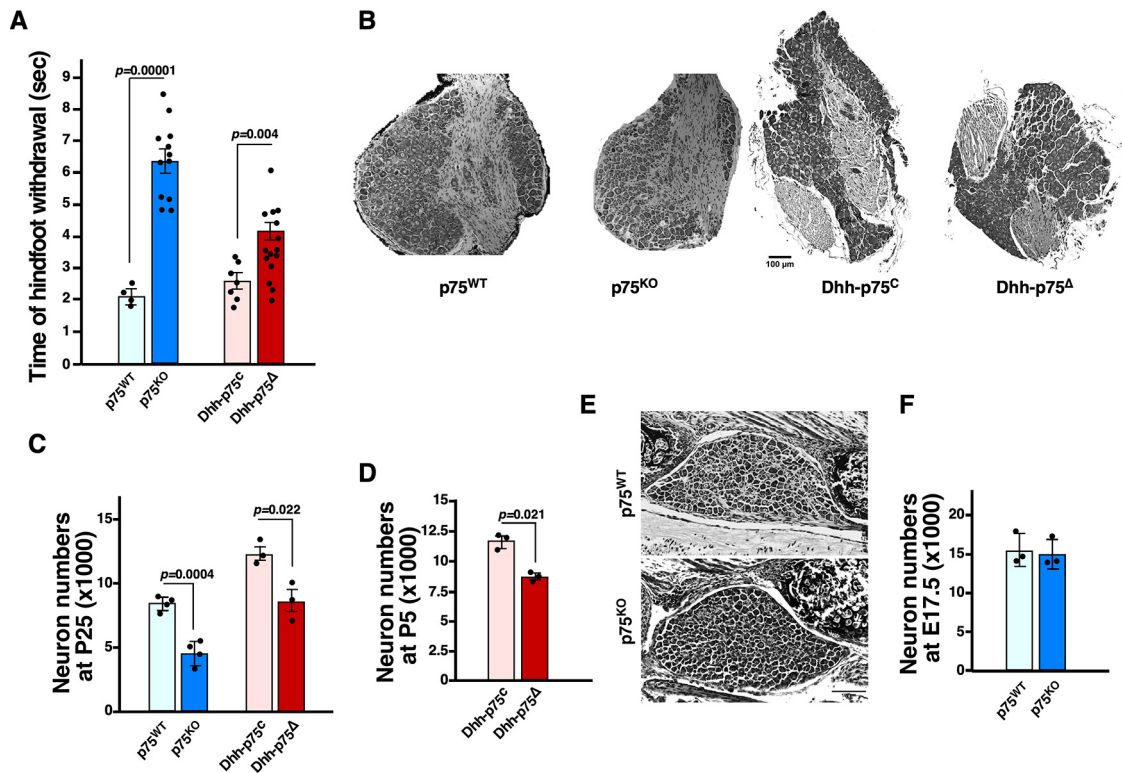 A
Time of hindfoot withdrawal (sec)
9
8
7
6
5
4
3
2
1
0
p=0.00001
p=0.004
p75WT
p75KO
Dhh-p75C
Dhh-p75Δ
B
100 µm
p75WT
p75KO
Dhh-p75C
Dhh-p75Δ
C
Neuron numbers
at P25 (x1000)
15
10
5
0
p=0.0004
p=0.022
p75WT
p75KO
Dhh-p75C
Dhh-p75Δ
D
Neuron numbers
at P5 (x1000)
15
12.5
10
7.5
5
2.5
0
p=0.021
Dhh-p75C
Dhh-p75Δ
E
p75WT
p75KO
F
Neuron numbers
at E17.5 (x1000)
20
15
10
5
0
p75WT
p75KO